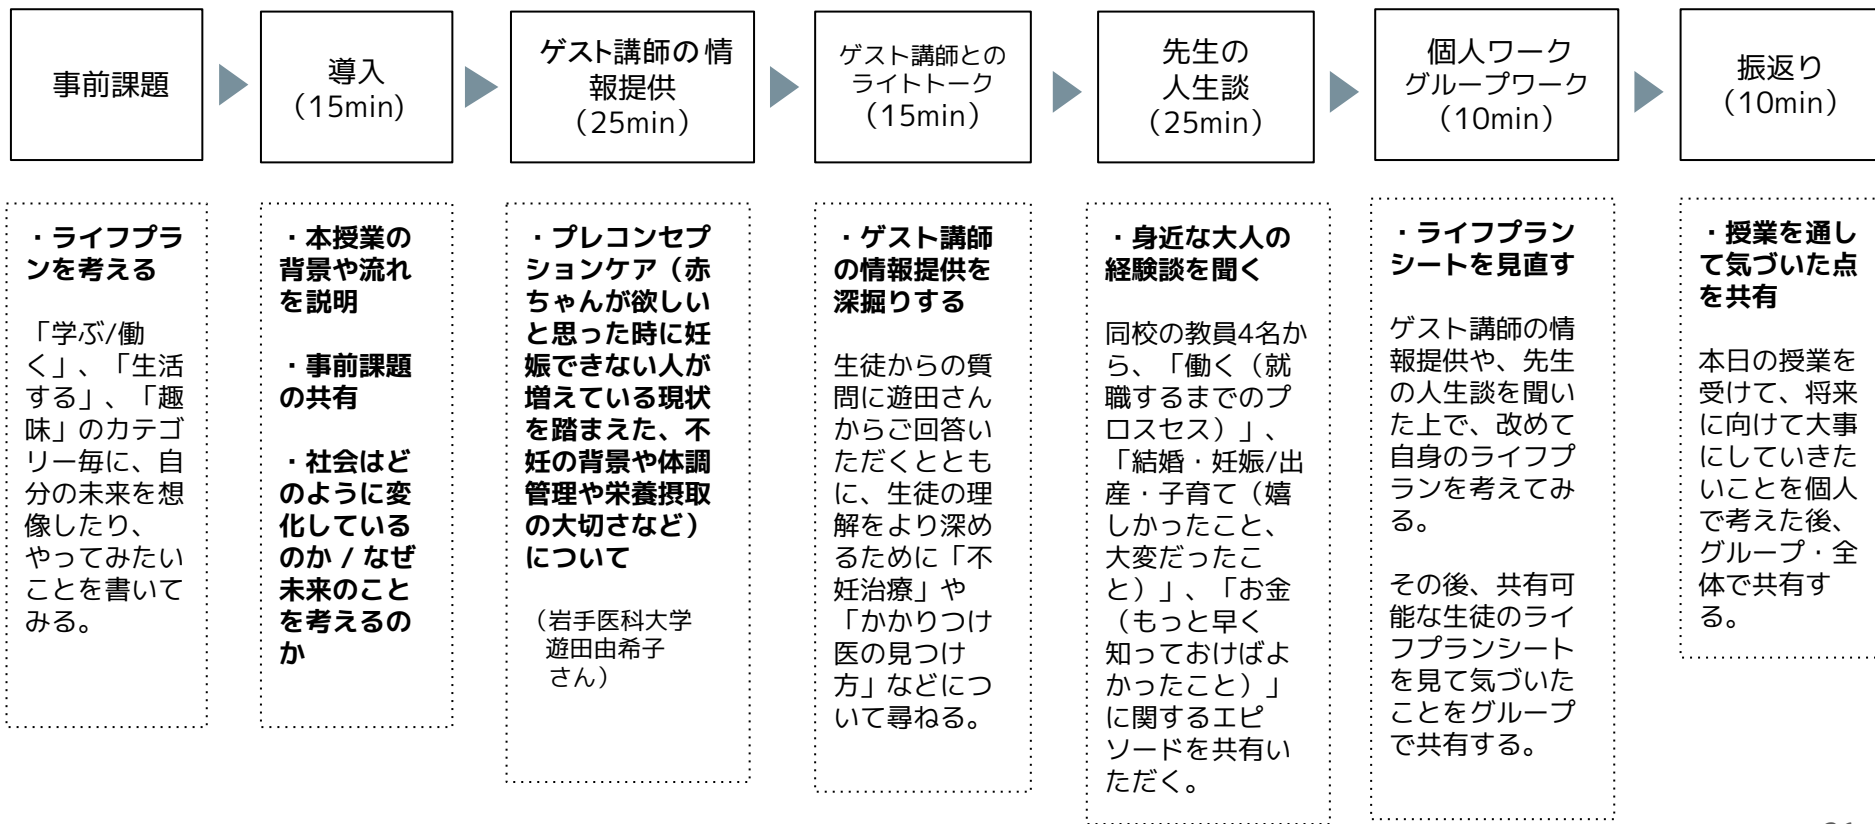 事前課題
導入
（15min)
ゲスト講師の情
報提供
（25min）
ゲスト講師との
ライトトーク
（15min）
先生の
人生談
（25min）
個人ワーク
グループワーク
（10min）
振返り
（10min）
・ライフプラ
ンを考える
「学ぶ/働
く」、「生活
する」、「趣
味」のカテゴ
リー毎に、自
分の未来を想
像したり、
やってみたい
ことを書いて
みる。
・本授業の
背景や流れ
を説明
・事前課題
の共有
・社会はど
のように変
化しているの
か / なぜ
未来のこと
を考えるの
か
・プレコンセプ
ションケア（赤
ちゃんが欲しい
と思った時に妊
娠できない人が
増えている現状
を踏まえた、不
妊の背景や体調
管理や栄養摂取
の大切さなど）
について
（岩手医科大学
遊田由希子
さん）
・ゲスト講師
の情報提供を
深掘りする
生徒からの質
問に遊田さん
からご回答い
ただくととも
に、生徒の理
解をより深め
るために「不
妊治療」や
「かかりつけ
医の見つけ
方」などにつ
いて尋ねる。
・身近な大人の
経験談を聞く
同校の教員4名か
ら、「働く（就
職するまでのプ
ロスセス）」、
「結婚・妊娠/出
産・子育て（嬉
しかったこと、
大変だったこ
と）」、「お金
（もっと早く
知っておけばよ
かったこと）」
に関するエピ
ソードを共有い
ただく。
・ライフプラン
シートを見直す
ゲスト講師の情
報提供や、先生
の人生談を聞い
た上で、改めて
自身のライフプ
ランを考えてみ
る。
その後、共有可
能な生徒のライ
フプランシート
を見て気づいた
ことをグループ
で共有する。
・授業を通し
て気づいた点
を共有
本日の授業を
受けて、将来
に向けて大事
にしていきた
いことを個人
で考えた後、
グループ・全
体で共有す
る。